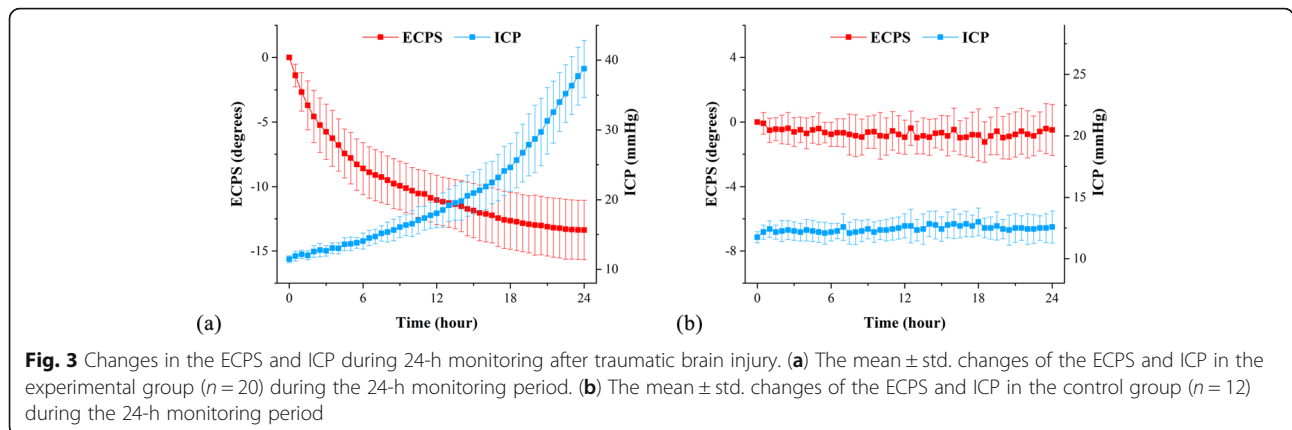 ECPS ICP
0
-5
-10
-15
ECPS (degrees)
40
30
20
10
ICP (mmHg)
0 6 12 18 24
Time (hour)
(a)
ECPS ICP
4
0
-4
-8
ECPS (degrees)
25
20
15
10
ICP (mmHg)
0 6 12 18 24
Time (hour)
(b)
Fig. 3 Changes in the ECPS and ICP during 24-h monitoring after traumatic brain injury. (a) The mean ± std. changes of the ECPS and ICP in the
experimental group (n = 20) during the 24-h monitoring period. (b) The mean ± std. changes of the ECPS and ICP in the control group (n = 12)
during the 24-h monitoring period